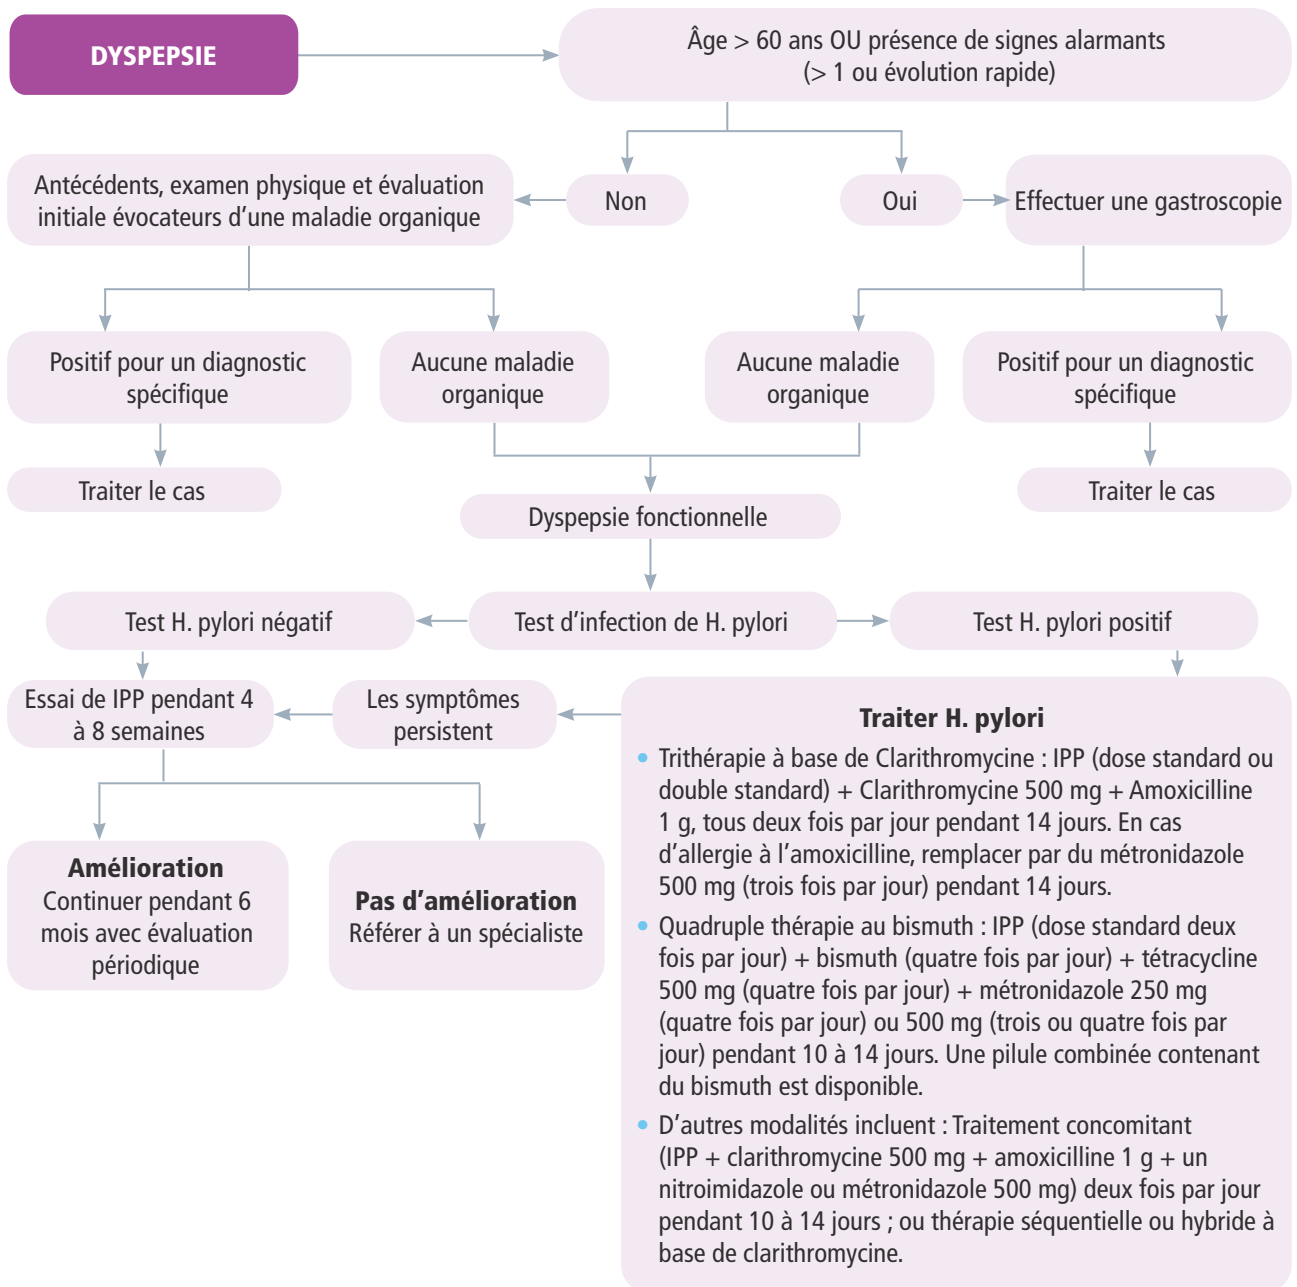 DYSPEPSIE
Âge > 60 ans OU présence de signes alarmants
(> 1 ou évolution rapide)
Antécédents, examen physique et évaluation
initiale évocateurs d’une maladie organique
Non
Oui
Effectuer une gastroscopie
Positif pour un diagnostic
spécifique
Aucune maladie
organique
Aucune maladie
organique
Positif pour un diagnostic
spécifique
Traiter le cas
Traiter le cas
Dyspepsie fonctionnelle
Test H. pylori négatif
Test d’infection de H. pylori
Test H. pylori positif
Essai de IPP pendant 4
à 8 semaines
Les symptômes
persistent
Traiter H. pylori
• Trithérapie à base de Clarithromycine : IPP (dose standard ou
double standard) + Clarithromycine 500 mg + Amoxicilline
1 g, tous deux fois par jour pendant 14 jours. En cas
d’allergie à l’amoxicilline, remplacer par du métronidazole
500 mg (trois fois par jour) pendant 14 jours.
• Quadruple thérapie au bismuth : IPP (dose standard deux
fois par jour) + bismuth (quatre fois par jour) + tétracycline
500 mg (quatre fois par jour) + métronidazole 250 mg
(quatre fois par jour) ou 500 mg (trois ou quatre fois par
jour) pendant 10 à 14 jours. Une pilule combinée contenant
du bismuth est disponible.
• D’autres modalités incluent : Traitement concomitant
(IPP + clarithromycine 500 mg + amoxicilline 1 g + un
nitroimidazole ou métronidazole 500 mg) deux fois par jour
pendant 10 à 14 jours ; ou thérapie séquentielle ou hybride à
base de clarithromycine.
Amélioration
Continuer pendant 6
mois avec évaluation
périodique
Pas d’amélioration
Référer à un spécialiste